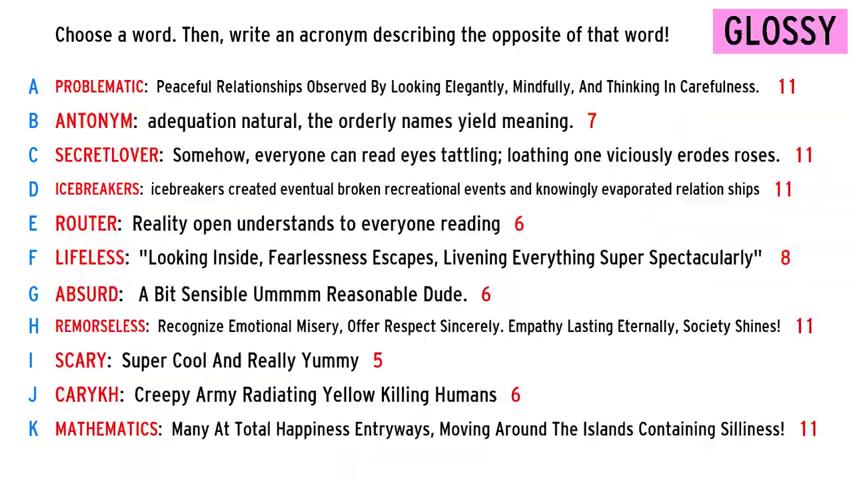 Choose a word. Then, write an acronym describing the opposite of that word!
GLOSSY
A PROBLEMATIC: Peaceful Relationships Observed By Looking Elegantly, Mindfully, And Thinking In Carefulness. 11
B ANTONYM: adequation natural, the orderly names yield meaning. 7
C SECRETLOVER: Somehow, everyone can read eyes tattling; loathing one viciously erodes roses. 11
D ICEBREAKERS: icebreakers created eventual broken recreational events and knowingly evaporated relation ships 11
E ROUTER: Reality open understands to everyone reading 6
F LIFELESS: "Looking Inside, Fearlessness Escapes, Livening Everything Super Spectacularly" 8
G ABSURD: A Bit Sensible Ummmm Reasonable Dude. 6
H REMORSELESS: Recognize Emotional Misery, Offer Respect Sincerely. Empathy Lasting Eternally, Society Shines! 11
I SCARY: Super Cool And Really Yummy 5
J CARYKH: Creepy Army Radiating Yellow Killing Humans 6
K MATHEMATICS: Many At Total Happiness Entryways, Moving Around The Islands Containing Silliness! 11